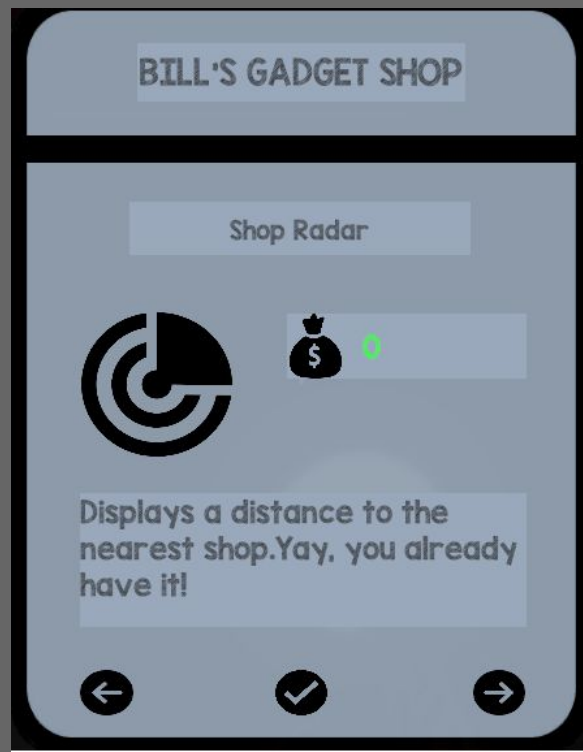 BILL'S GADGET SHOP
Shop Radar
$ 0
Displays a distance to the
nearest shop.Yay, you already
have it!